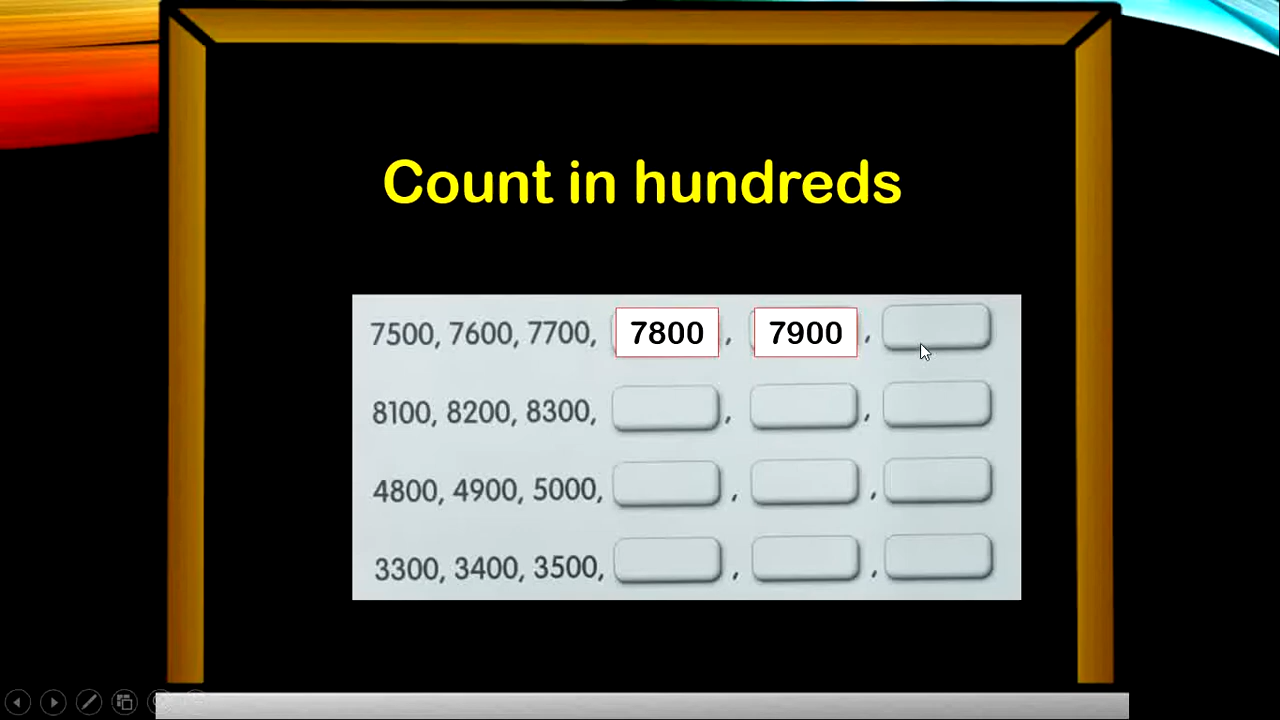 Count in hundreds
7500, 7600, 7700, 7800, 7900,
8100, 8200, 8300, , ,
4800, 4900, 5000, , ,
3300, 3400, 3500, , ,